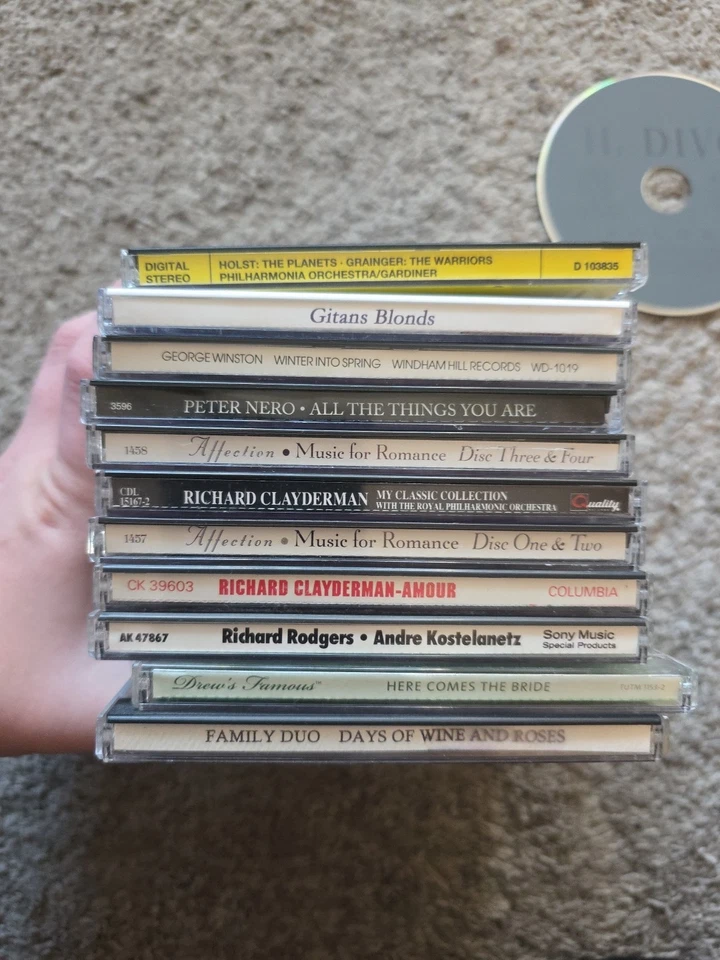 IL DIVO
DIGITAL STEREO
HOLST: THE PLANETS · GRAINGER: THE WARRIORS
PHILHARMONIA ORCHESTRA/GARDINER
D 103835
Gitans Blonds
GEORGE WINSTON WINTER INTO SPRING WINDHAM HILL RECORDS WD-1019
3596 PETER NERO • ALL THE THINGS YOU ARE
1458 Affection • Music for Romance Disc Three & Four
CDL 15167-2
RICHARD CLAYDERMAN MY CLASSIC COLLECTION
WITH THE ROYAL PHILHARMONIC ORCHESTRA
Quality
1457 Affection • Music for Romance Disc One & Two
CK 39603 RICHARD CLAYDERMAN-AMOUR COLUMBIA
AK 47867 Richard Rodgers • Andre Kostelanetz Sony Music
Special Products
Drew's Famous™ HERE COMES THE BRIDE
FAMILY DUO DAYS OF WINE AND ROSES